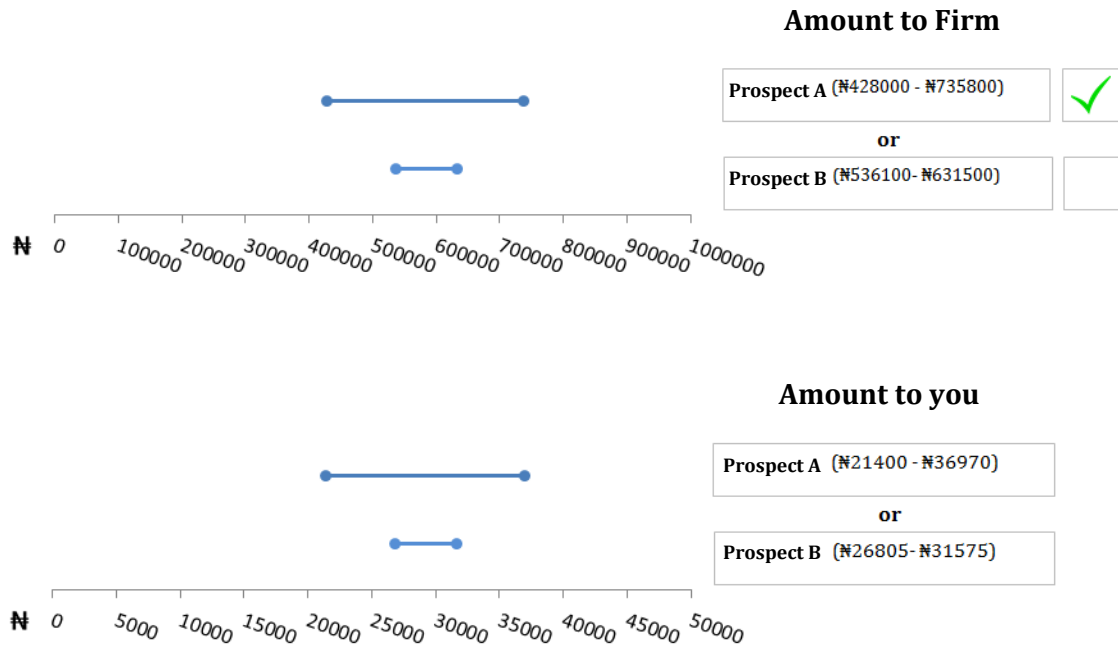 Amount to Firm
Prospect A (₦428000 - ₦735800)
or
Prospect B (₦536100- ₦631500)
₦ 0 100000 200000 300000 400000 500000 600000 700000 800000 900000 1000000
Amount to you
Prospect A (₦21400 - ₦36970)
or
Prospect B (₦26805- ₦31575)
₦ 0 5000 10000 15000 20000 25000 30000 35000 40000 45000 50000